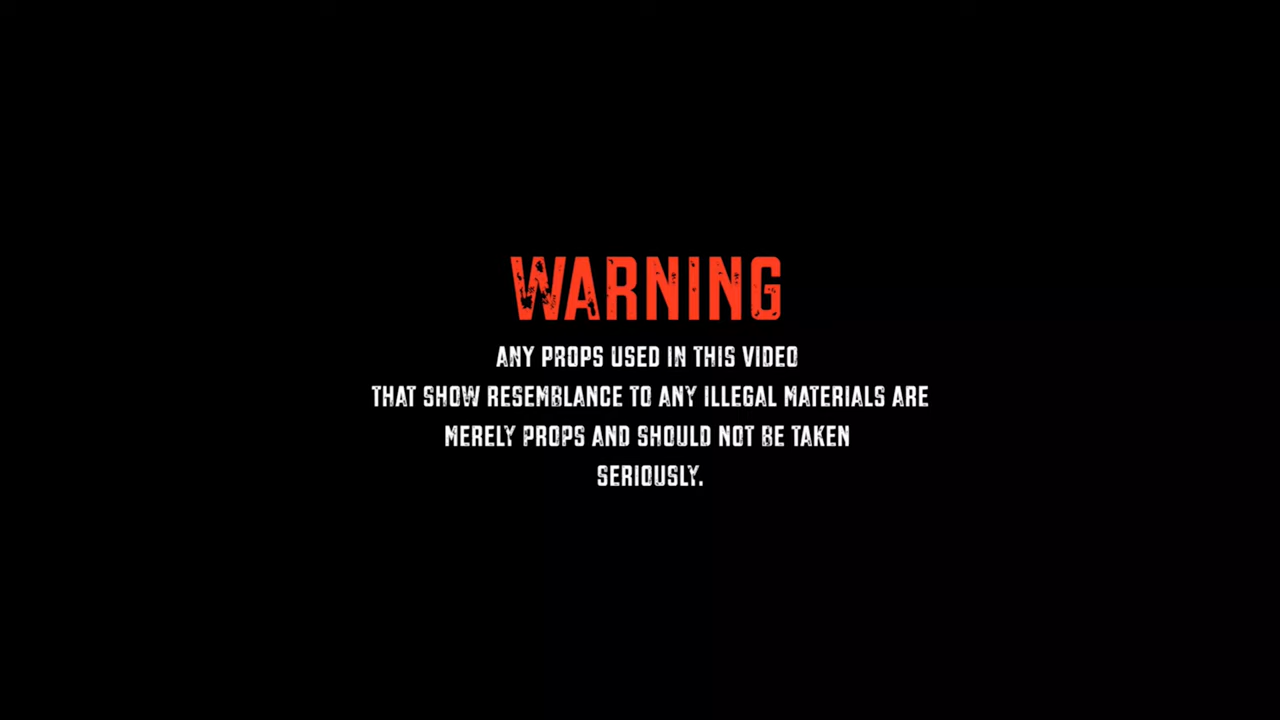 WARNING
ANY PROPS USED IN THIS VIDEO
THAT SHOW RESEMBLANCE TO ANY ILLEGAL MATERIALS ARE
MERELY PROPS AND SHOULD NOT BE TAKEN
SERIOUSLY.